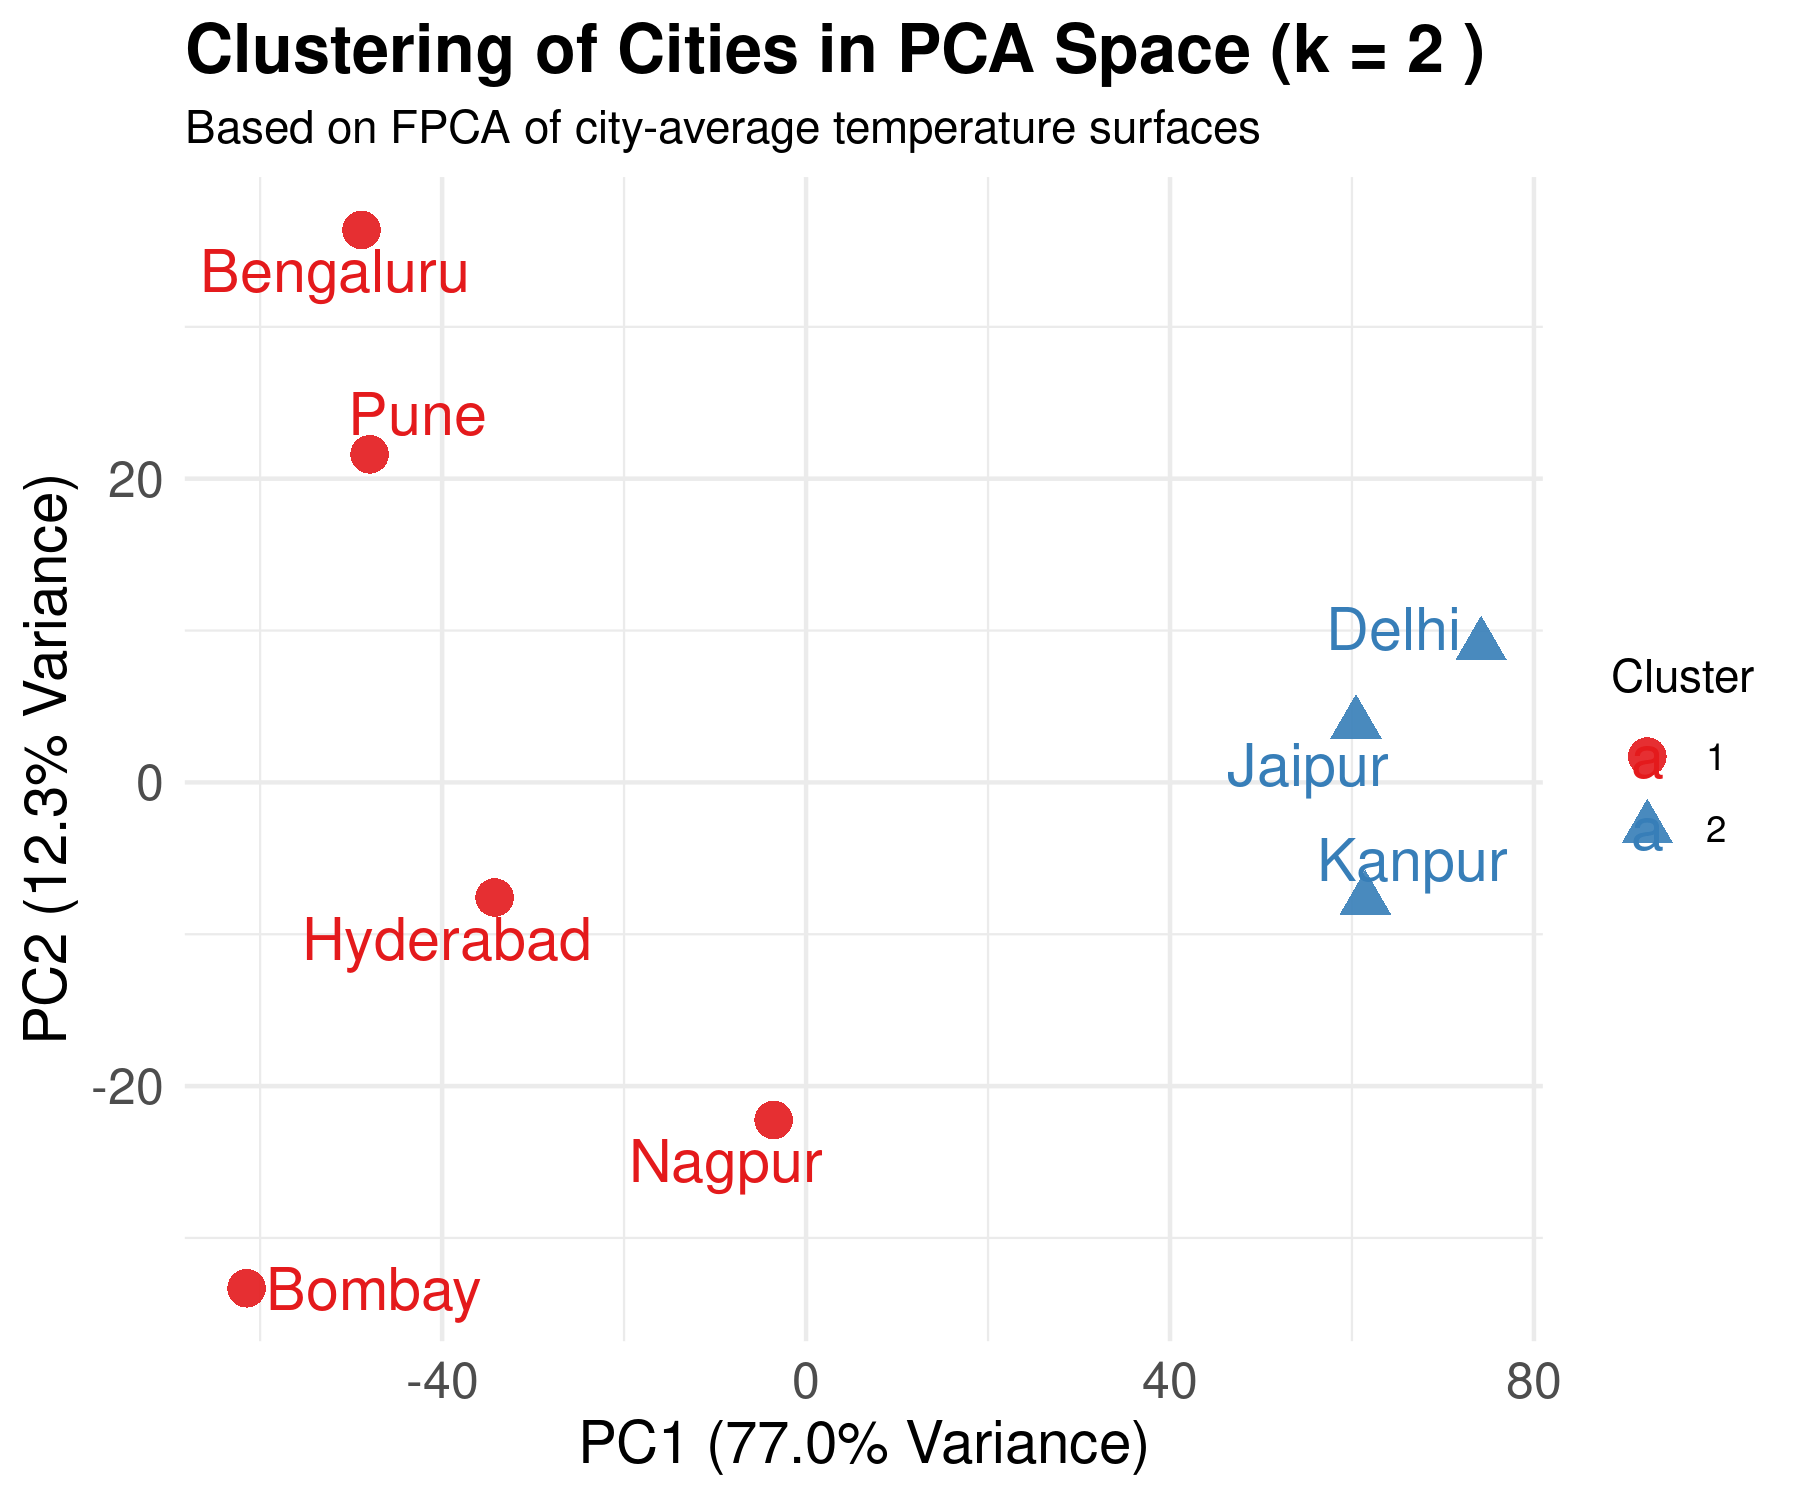 Clustering of Cities in PCA Space (k = 2 )
Based on FPCA of city-average temperature surfaces
Bengaluru
Pune
Delhi
Jaipur
Kanpur
Hyderabad
Nagpur
Bombay
PC2 (12.3% Variance)
20
0
-20
-40
0
40
80
PC1 (77.0% Variance)
Cluster
a 1
a 2